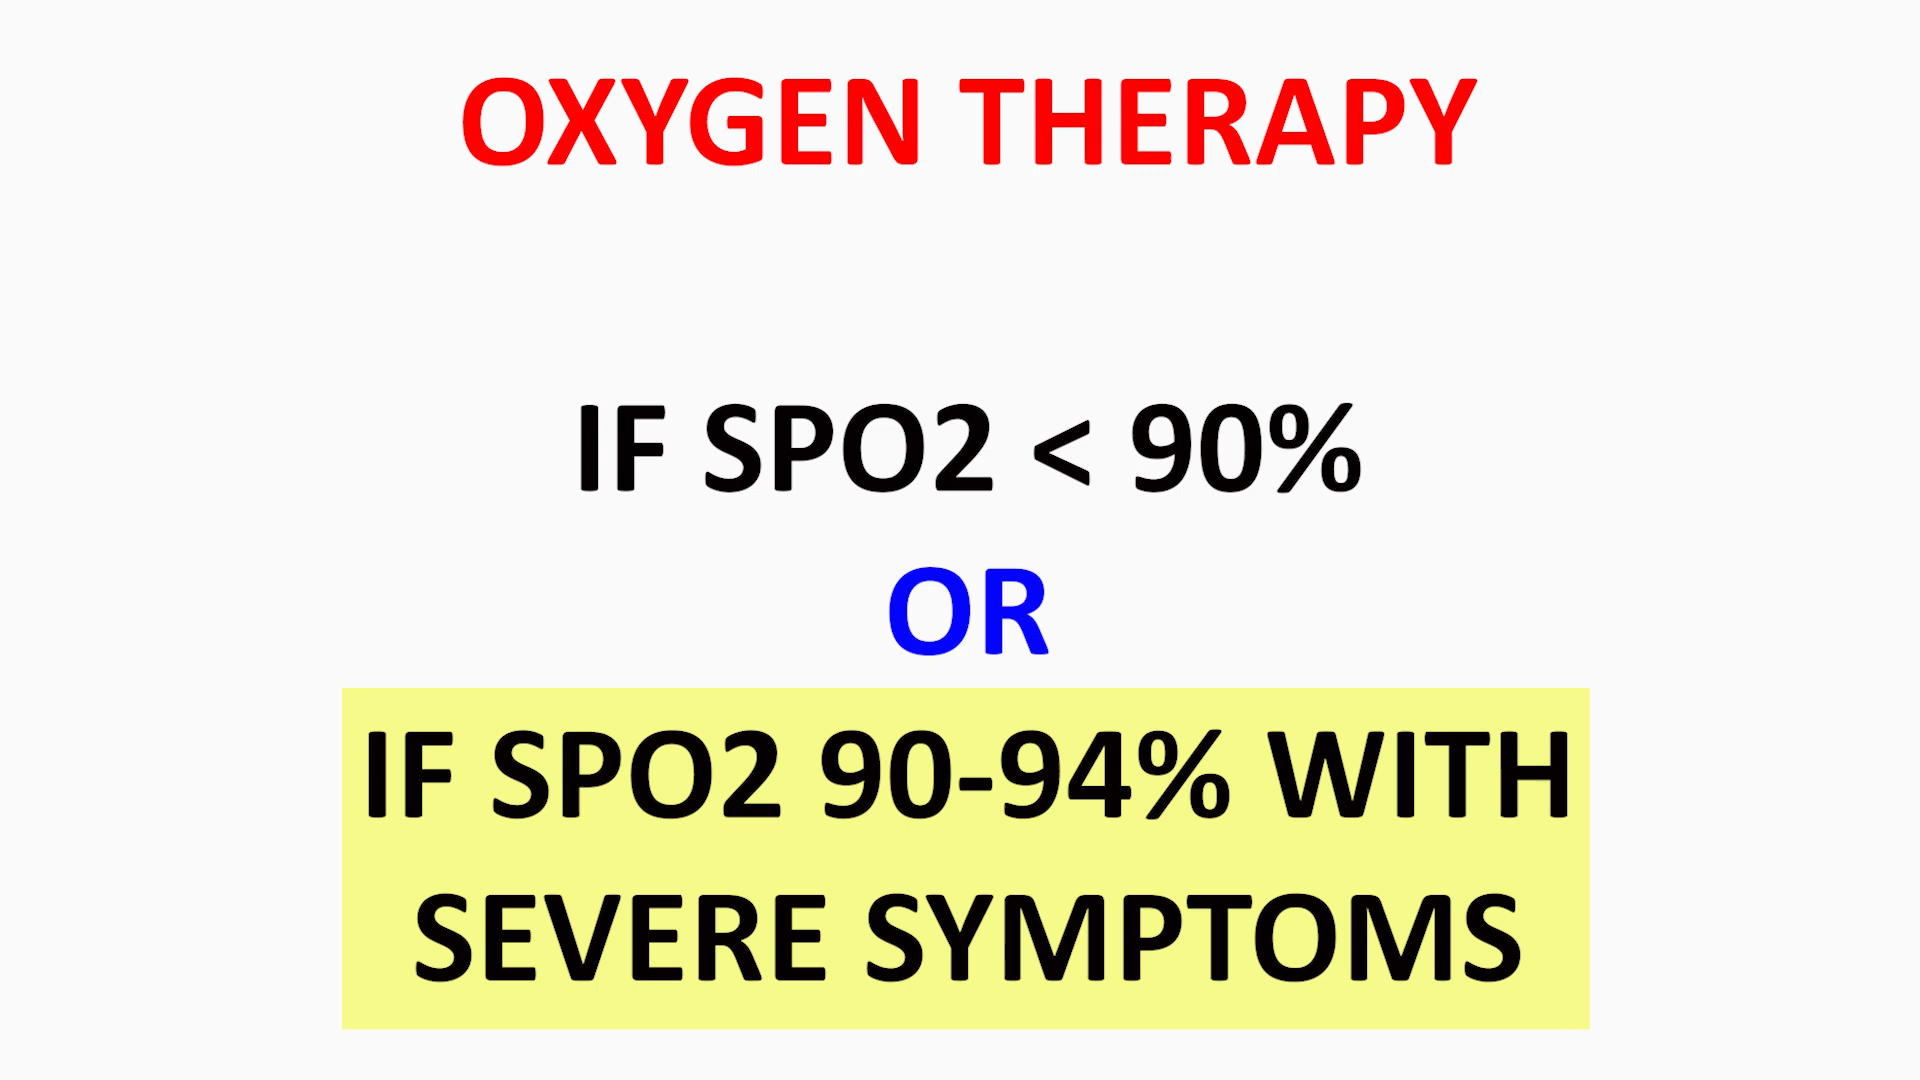 OXYGEN THERAPY
IF SPO2 < 90%
OR
IF SPO2 90-94% WITH
SEVERE SYMPTOMS